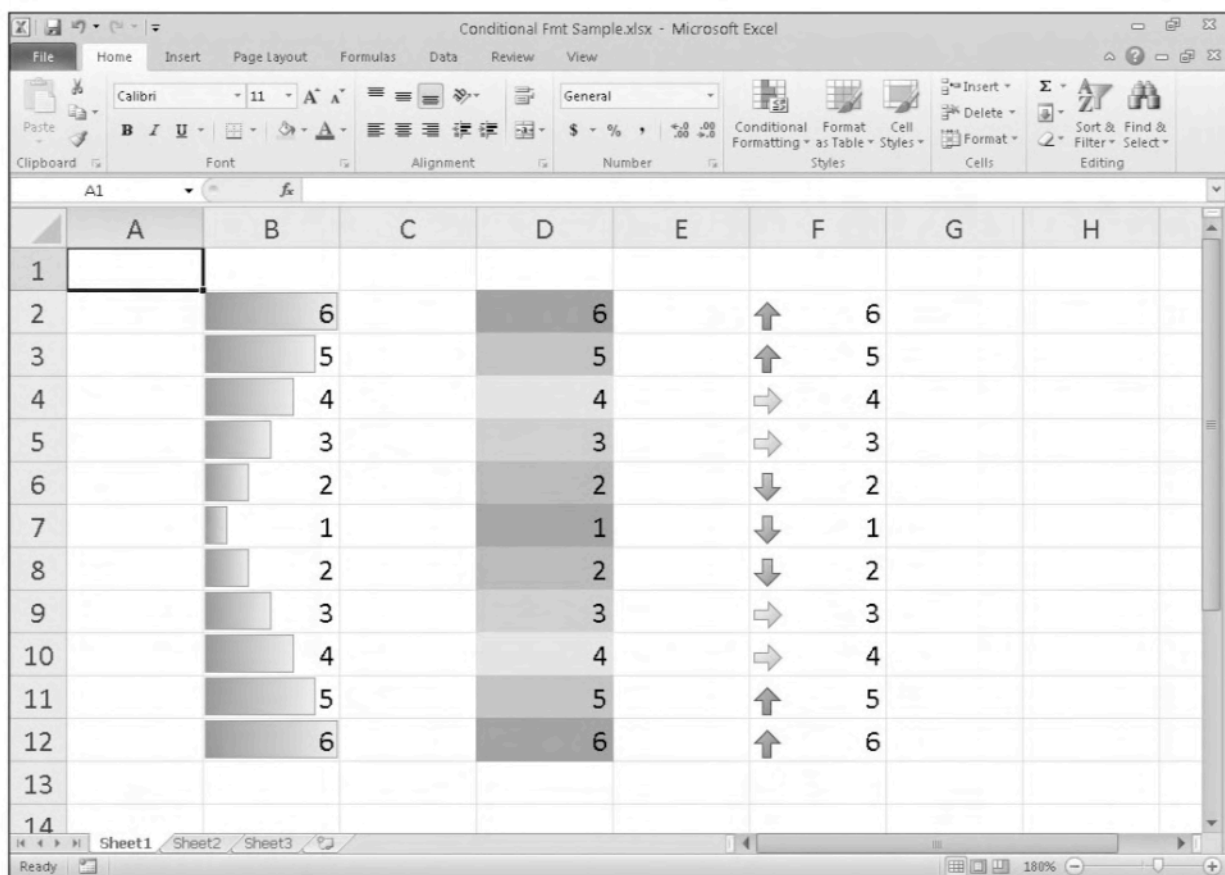 Conditional Fmt Sample.xlsx - Microsoft Excel
File Home Insert Page Layout Formulas Data Review View
Calibri 11 A A General Insert Σ
Paste B I U A $ % , .0 .00 .00 .0 Conditional Formatting Format as Table Cell Styles Delete Format Sort & Filter Find & Select
Clipboard Font Alignment Number Styles Cells Editing
A1 fx
A B C D E F G H
1
2 6 6 6
3 5 5 5
4 4 4 4
5 3 3 3
6 2 2 2
7 1 1 1
8 2 2 2
9 3 3 3
10 4 4 4
11 5 5 5
12 6 6 6
13
14
Sheet1 Sheet2 Sheet3
Ready 180%